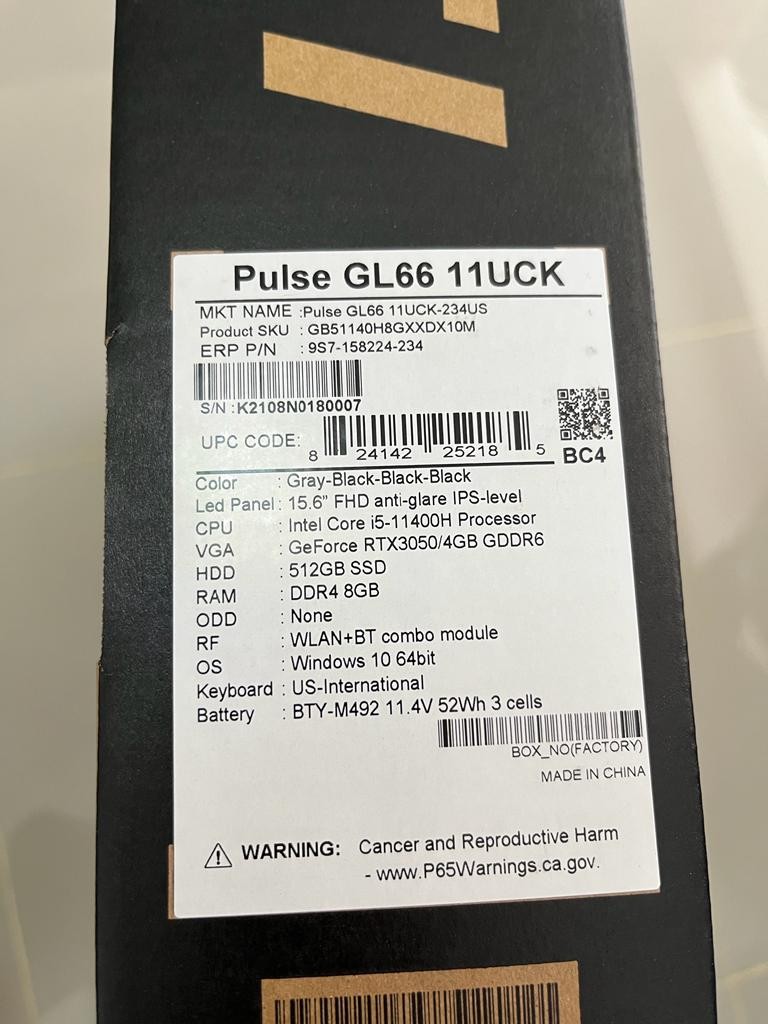 Pulse GL66 11UCK
MKT NAME :Pulse GL66 11UCK-234US
Product SKU : GB51140H8GXXDX10M
ERP P/N : 9S7-158224-234
S/N :K2108N0180007
UPC CODE: 8 24142 25218 5
BC4
Color : Gray-Black-Black-Black
Led Panel : 15.6” FHD anti-glare IPS-level
CPU : Intel Core i5-11400H Processor
VGA : GeForce RTX3050/4GB GDDR6
HDD : 512GB SSD
RAM : DDR4 8GB
ODD : None
RF : WLAN+BT combo module
OS : Windows 10 64bit
Keyboard : US-International
Battery : BTY-M492 11.4V 52Wh 3 cells
BOX_NO(FACTORY)
MADE IN CHINA
WARNING: Cancer and Reproductive Harm
- www.P65Warnings.ca.gov.